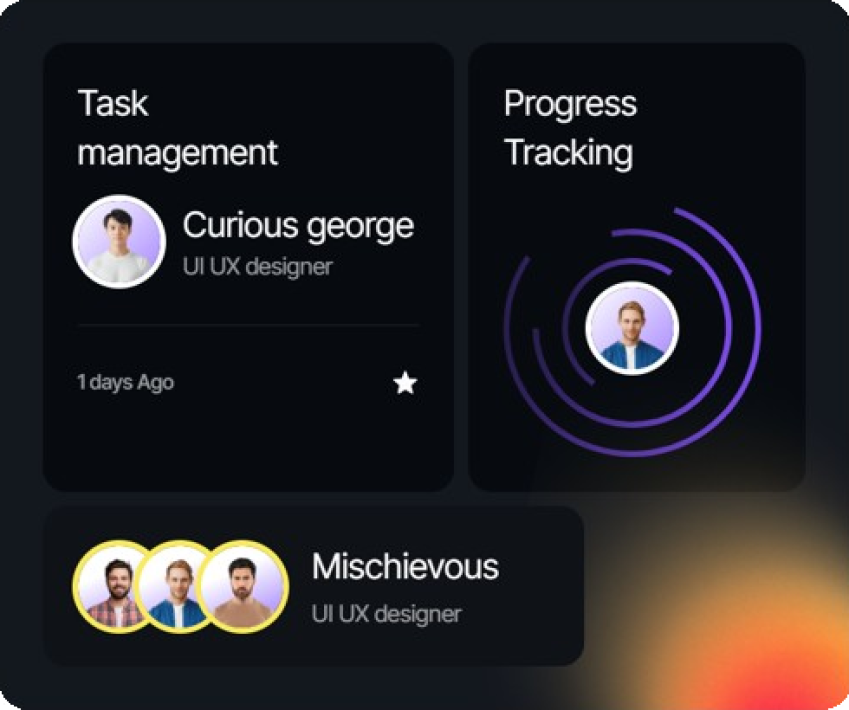 Task
management
Curious george
UI UX designer
1 days Ago
Progress
Tracking
Mischievous
UI UX designer